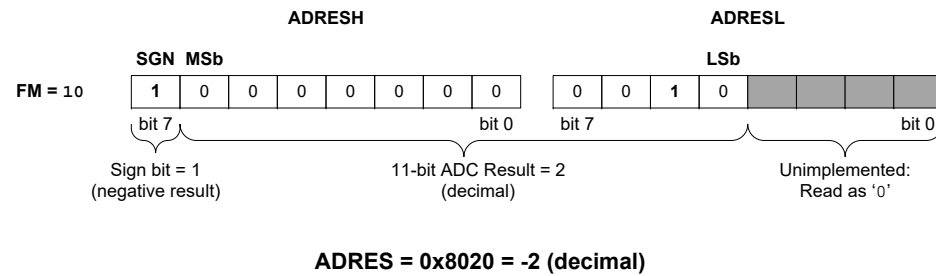 ADRESH ADRESL
SGN MSb LSb
FM = 10 1 0 0 0 0 0 0 0 0 0 1 0
bit 7 bit 0 bit 7 bit 0
Sign bit = 1 11-bit ADC Result = 2 Unimplemented:
(negative result) (decimal) Read as ‘0’
ADRES = 0x8020 = -2 (decimal)